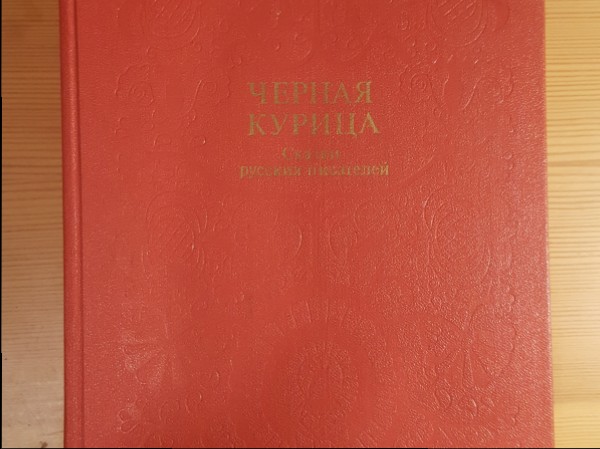 ЧЕРНАЯ
КУРИЦА
Сказки
русских писателей